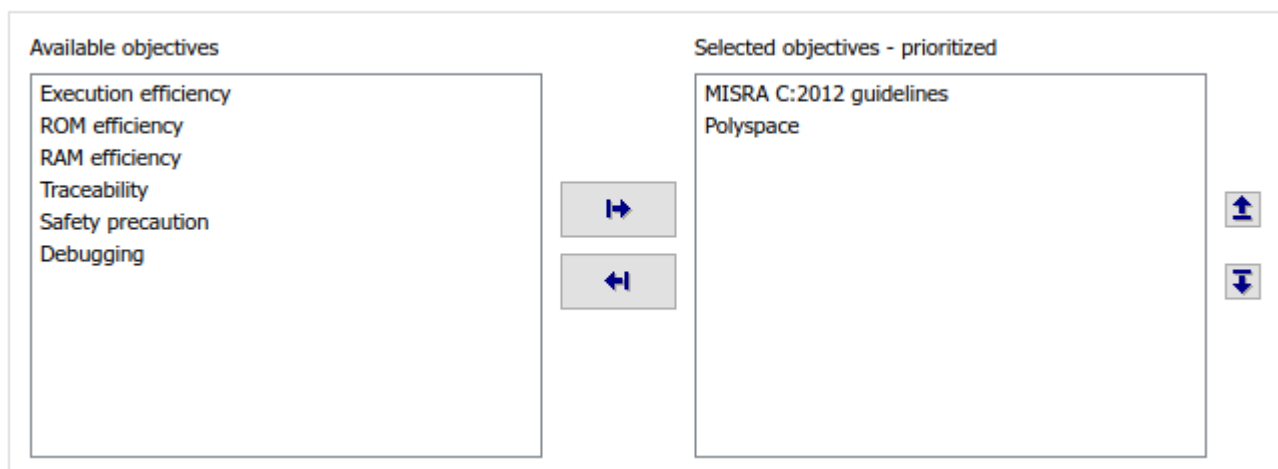 Available objectives
Execution efficiency
ROM efficiency
RAM efficiency
Traceability
Safety precaution
Debugging
Selected objectives - prioritized
MISRA C:2012 guidelines
Polyspace